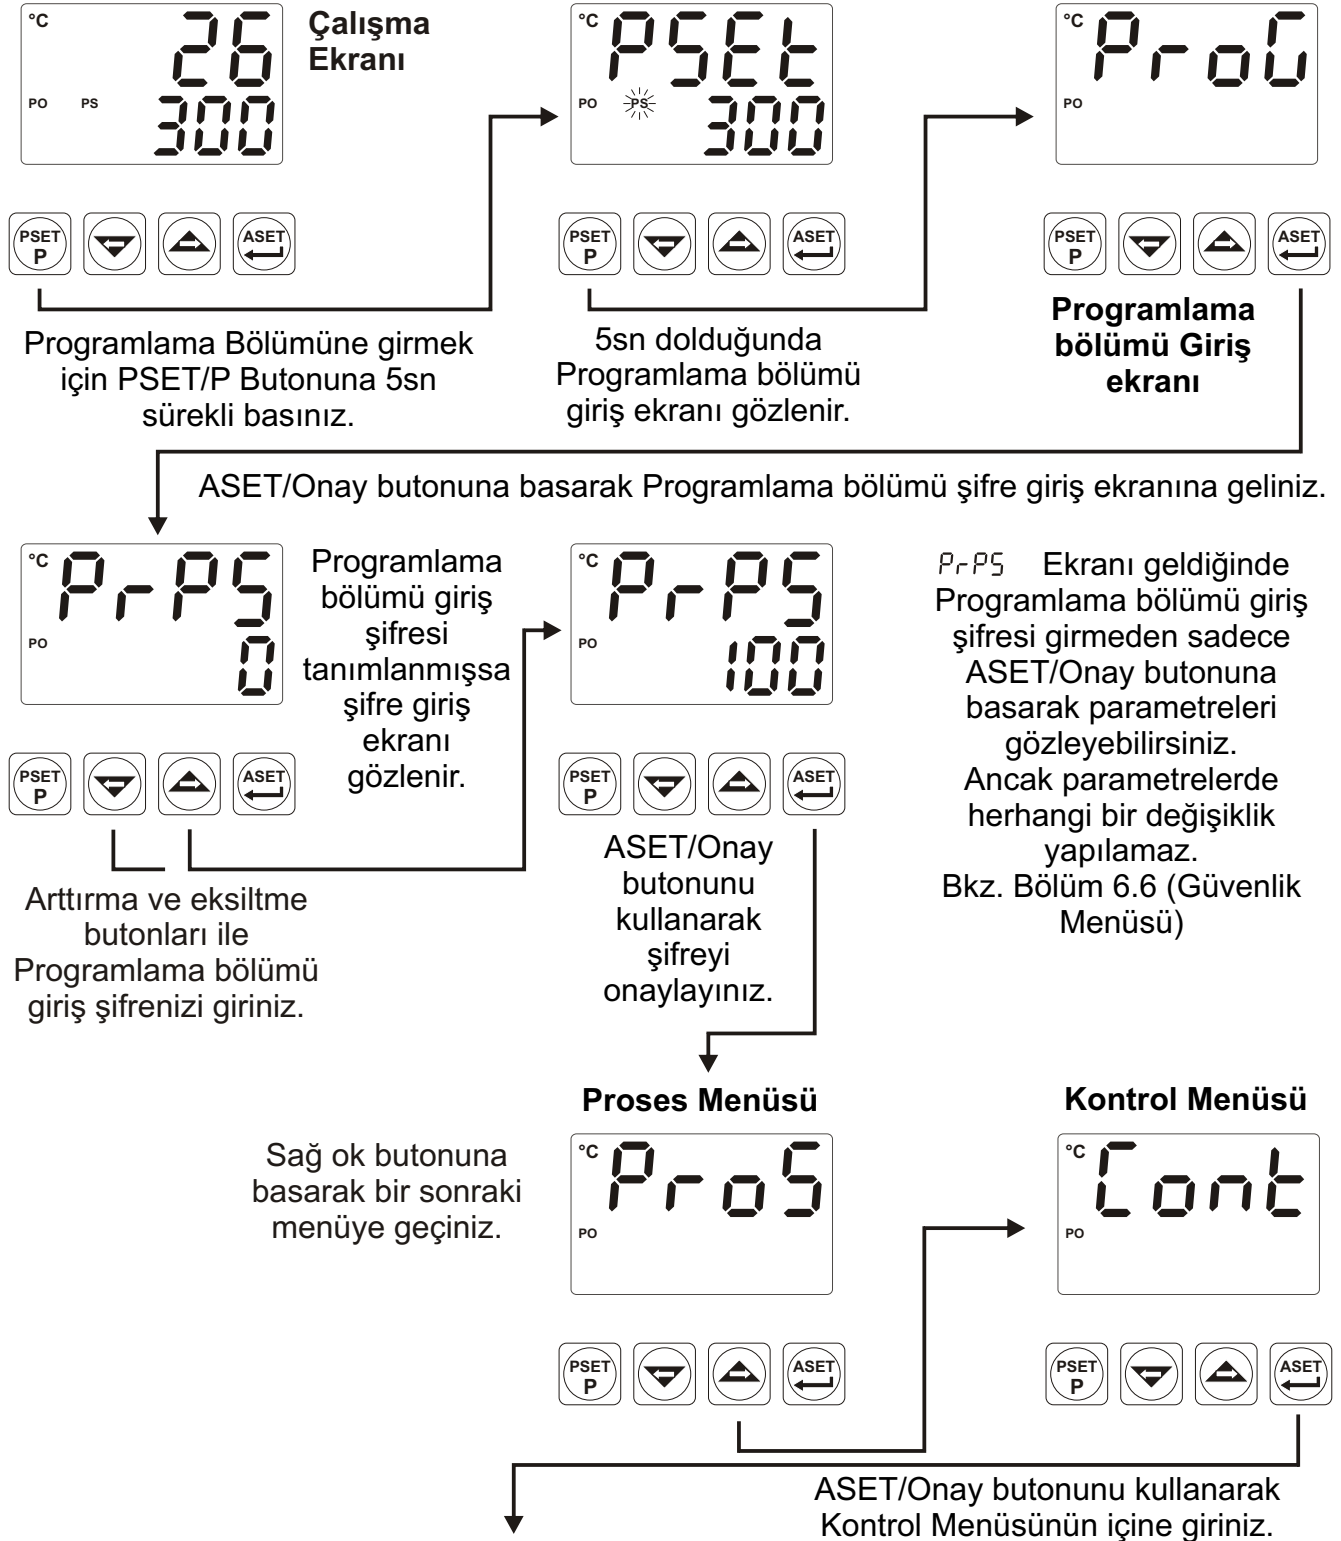 °C 26
PO PS 300
Çalışma
Ekranı
°C PSEt
PO PS 300
°C ProG
PO
PSET P ASET
PSET P ASET
PSET P ASET
Programlama Bölümüne girmek
için PSET/P Butonuna 5sn
sürekli basınız.
5sn dolduğunda
Programlama bölümü
giriş ekranı gözlenir.
Programlama
bölümü Giriş
ekranı
ASET/Onay butonuna basarak Programlama bölümü şifre giriş ekranına geliniz.
°C PrPS
PO 0
Programlama
bölümü giriş
şifresi
tanımlanmışsa
şifre giriş
ekranı
gözlenir.
°C PrPS
PO 100
PrPS Ekranı geldiğinde
Programlama bölümü giriş
şifresi girmeden sadece
ASET/Onay butonuna
basarak parametreleri
gözleyebilirsiniz.
Ancak parametrelerde
herhangi bir değişiklik
yapılamaz.
Bkz. Bölüm 6.6 (Güvenlik
Menüsü)
PSET P ASET
PSET P ASET
Arttırma ve eksiltme
butonları ile
Programlama bölümü
giriş şifrenizi giriniz.
ASET/Onay
butonunu
kullanarak
şifreyi
onaylayınız.
Proses Menüsü
Kontrol Menüsü
Sağ ok butonuna
basarak bir sonraki
menüye geçiniz.
°C ProS
PO
°C Cont
PO
PSET P ASET
PSET P ASET
ASET/Onay butonunu kullanarak
Kontrol Menüsünün içine giriniz.